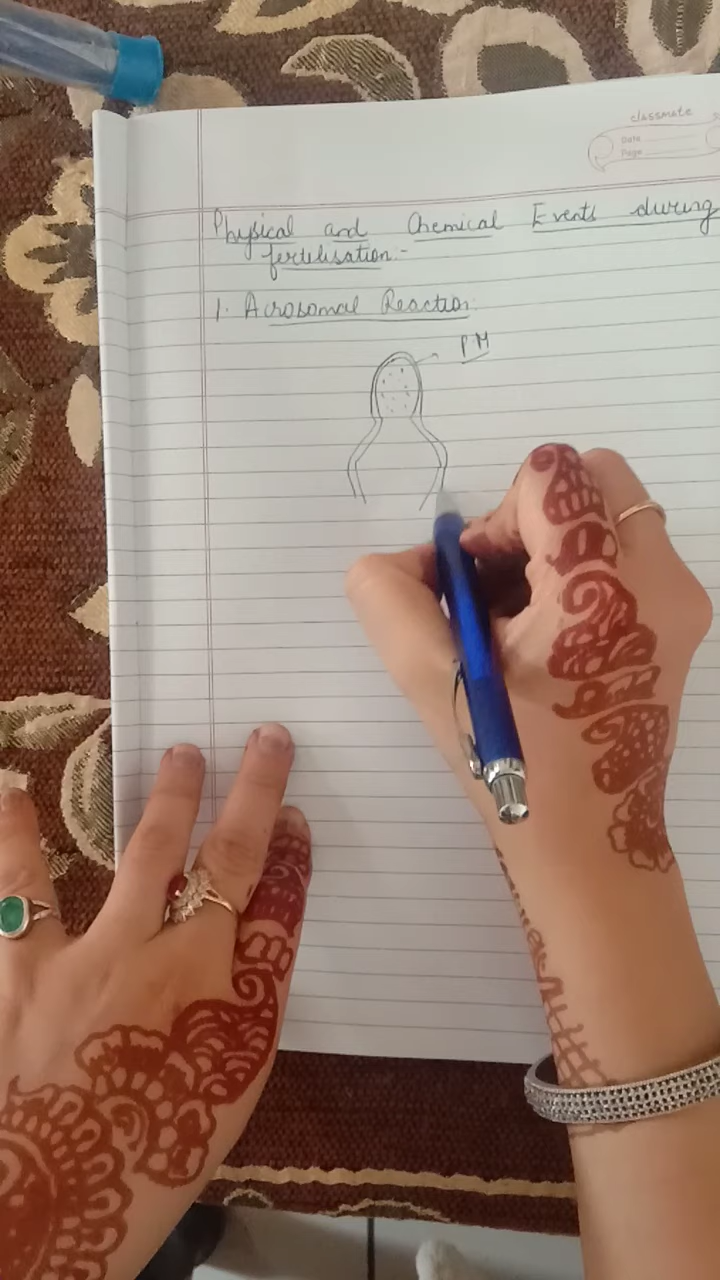 classmate
Date
Page
Physical and Chemical Events during
fertilisation:-
1. Acrosomal Reaction:
PM